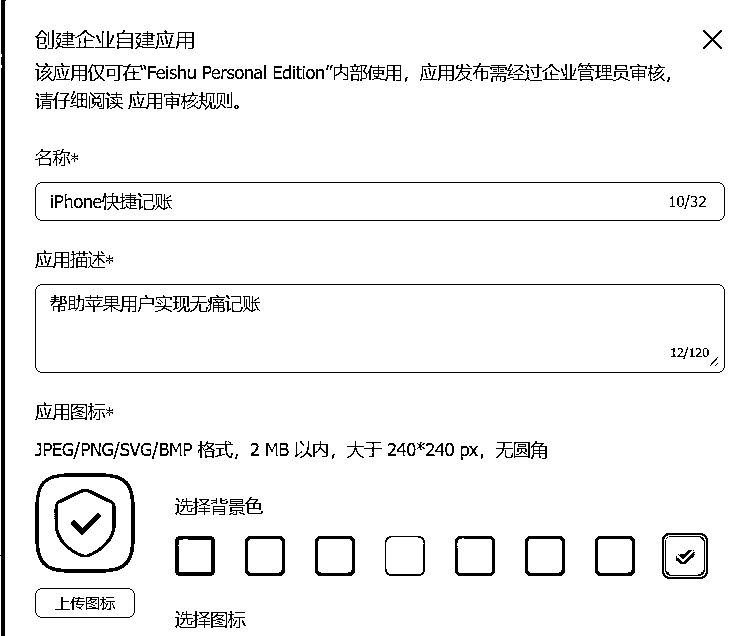 创建企业自建应用
该应用仅可在“Feishu Personal Edition”内部使用，应用发布需经过企业管理员审核，
请仔细阅读 应用审核规则。
名称*
iPhone快捷记账
10/32
应用描述*
帮助苹果用户实现无痛记账
12/120
应用图标*
JPEG/PNG/SVG/BMP 格式，2 MB 以内，大于 240*240 px，无圆角
选择背景色
上传图标
选择图标